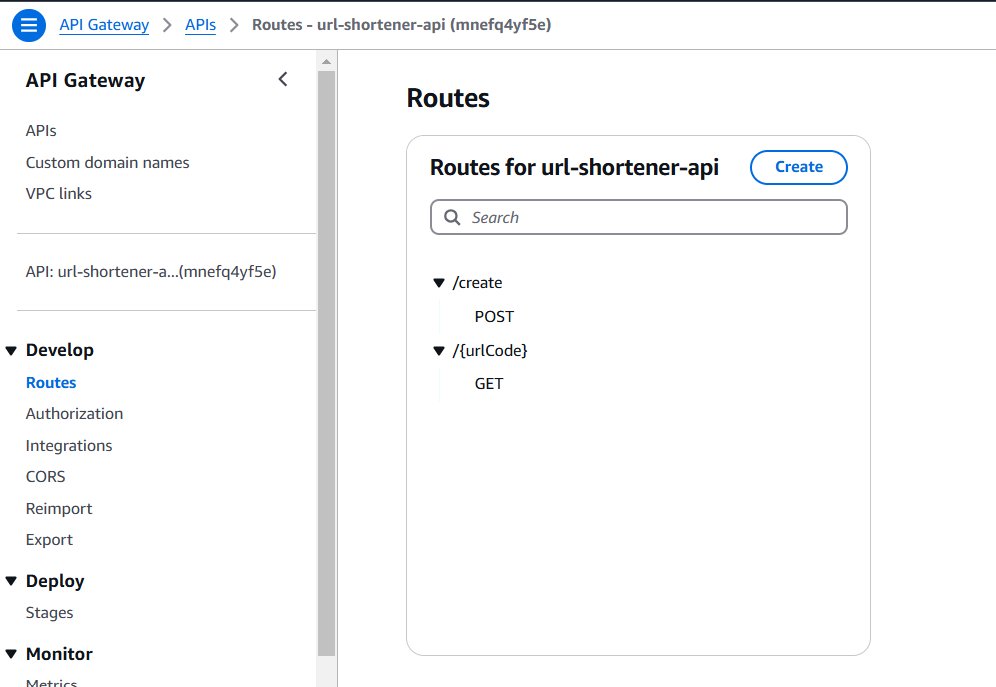 API Gateway > APIs > Routes - url-shortener-api (mnefq4yf5e)
API Gateway
APIs
Custom domain names
VPC links
API: url-shortener-a...(mnefq4yf5e)
Develop
Routes
Authorization
Integrations
CORS
Reimport
Export
Deploy
Stages
Monitor
Metrics
Routes
Routes for url-shortener-api Create
Search
/create
POST
/{urlCode}
GET